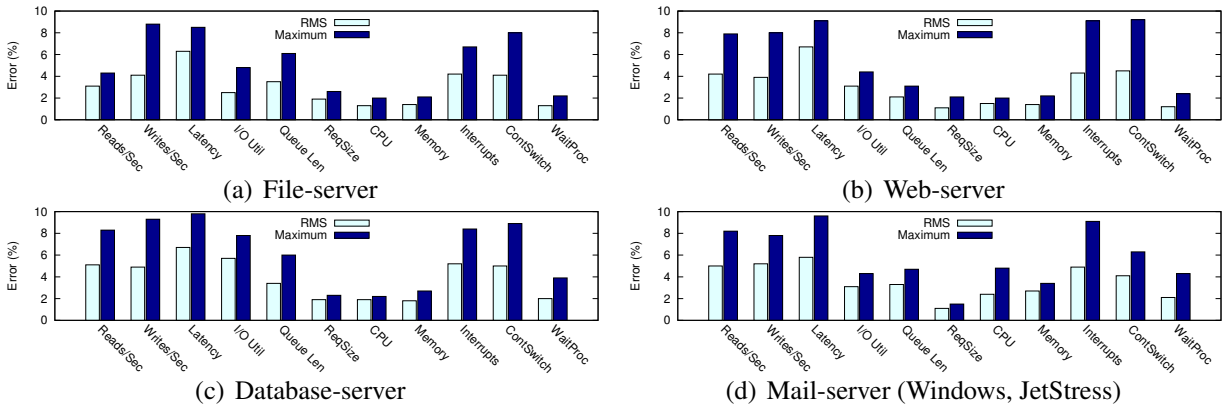 10
8
6
4
2
0
Error (%)
RMS
Maximum
Reads/Sec
Writes/Sec
Latency
I/O Util
Queue Len
ReqSize
CPU
Memory
Interrupts
ContSwitch
WaitProc
(a) File-server
10
8
6
4
2
0
Error (%)
RMS
Maximum
Reads/Sec
Writes/Sec
Latency
I/O Util
Queue Len
ReqSize
CPU
Memory
Interrupts
ContSwitch
WaitProc
(b) Web-server
10
8
6
4
2
0
Error (%)
RMS
Maximum
Reads/Sec
Writes/Sec
Latency
I/O Util
Queue Len
ReqSize
CPU
Memory
Interrupts
ContSwitch
WaitProc
(c) Database-server
10
8
6
4
2
0
Error (%)
RMS
Maximum
Reads/Sec
Writes/Sec
Latency
I/O Util
Queue Len
ReqSize
CPU
Memory
Interrupts
ContSwitch
WaitProc
(d) Mail-server (Windows, JetStress)